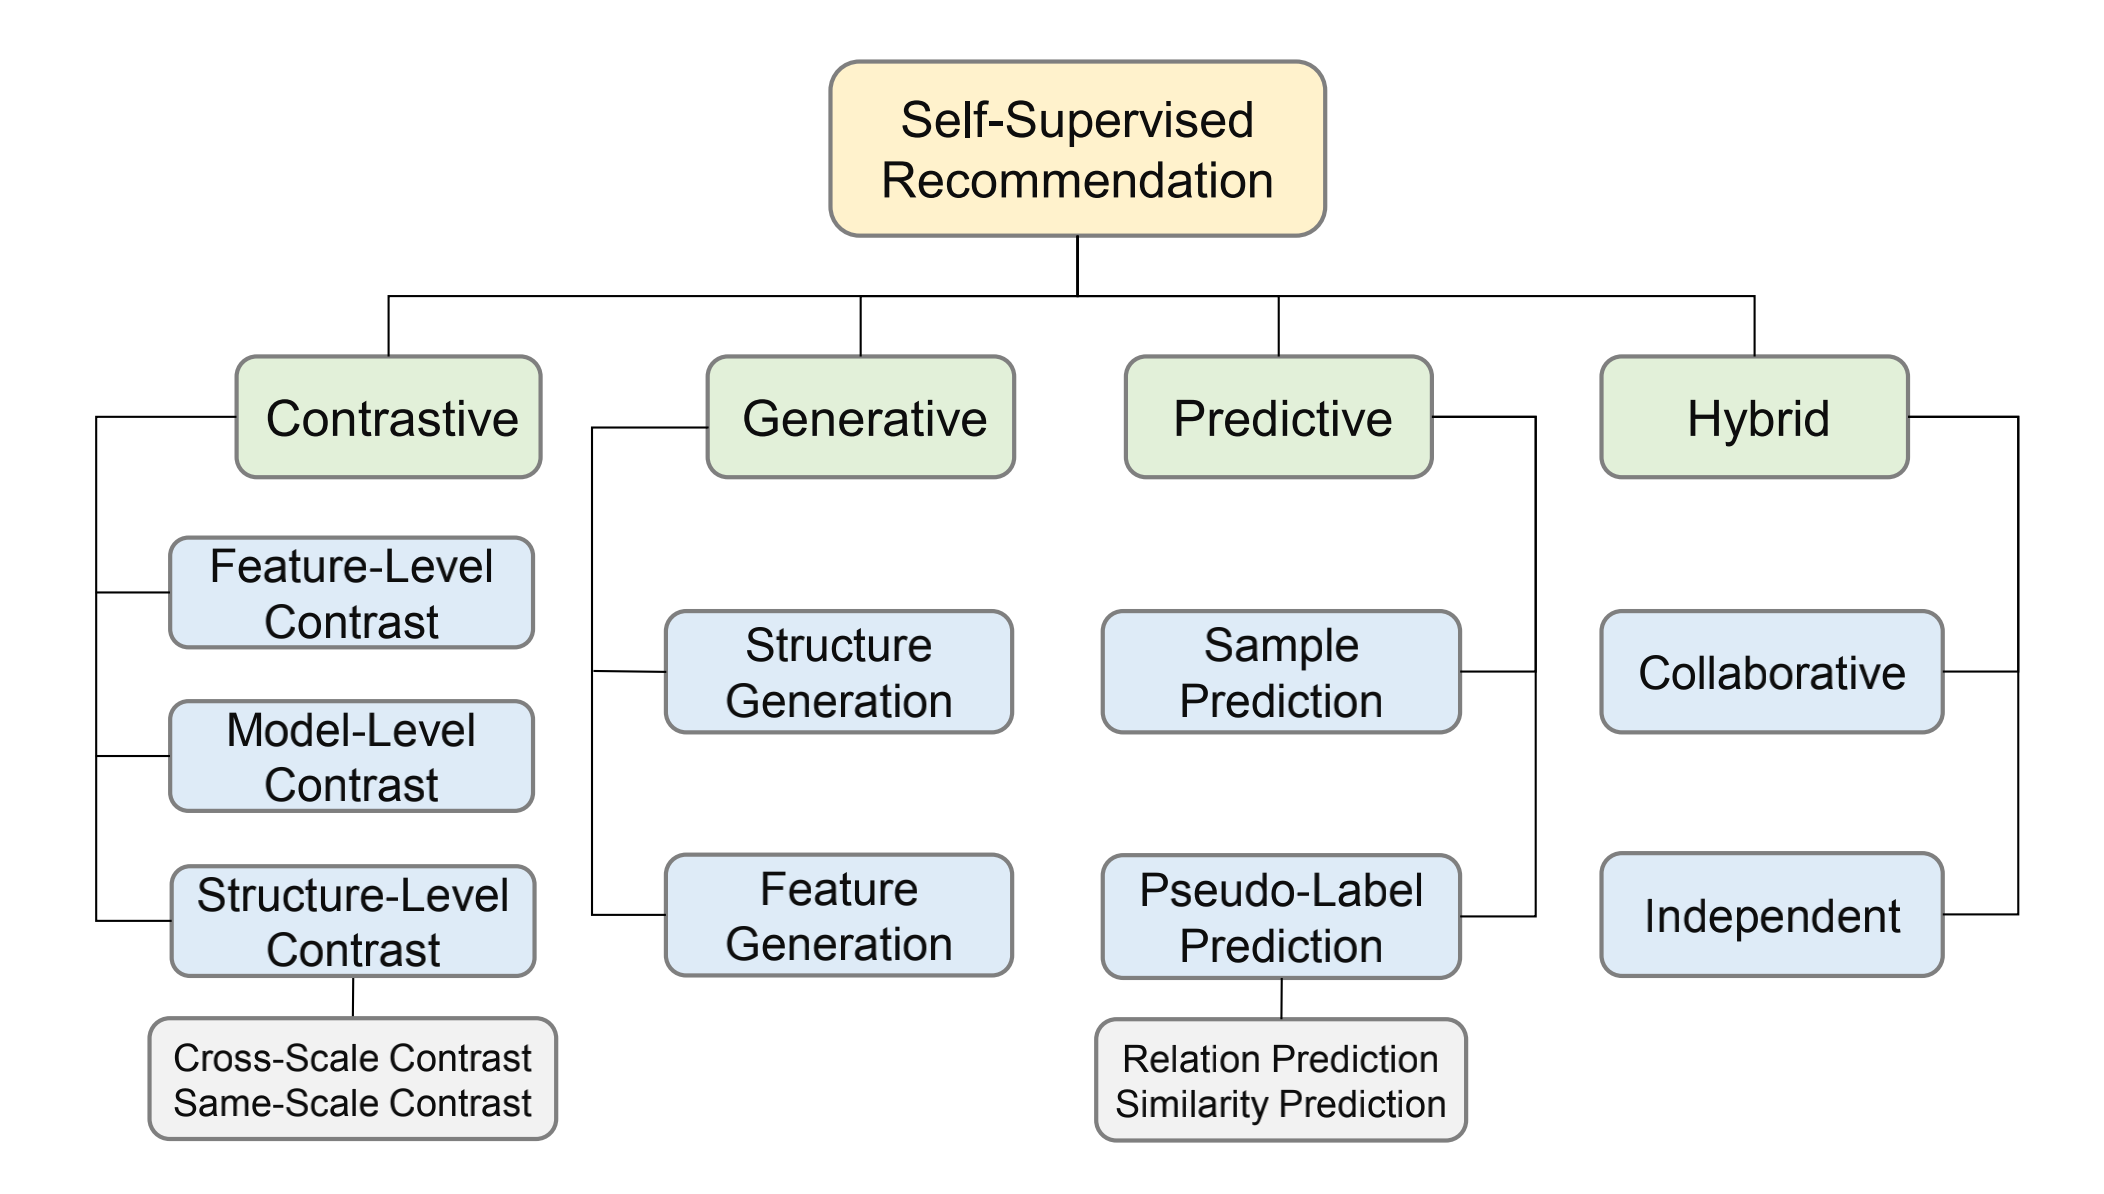 Self-Supervised
Recommendation
Contrastive
Generative
Predictive
Hybrid
Feature-Level
Contrast
Model-Level
Contrast
Structure-Level
Contrast
Cross-Scale Contrast
Same-Scale Contrast
Structure
Generation
Feature
Generation
Sample
Prediction
Pseudo-Label
Prediction
Relation Prediction
Similarity Prediction
Collaborative
Independent